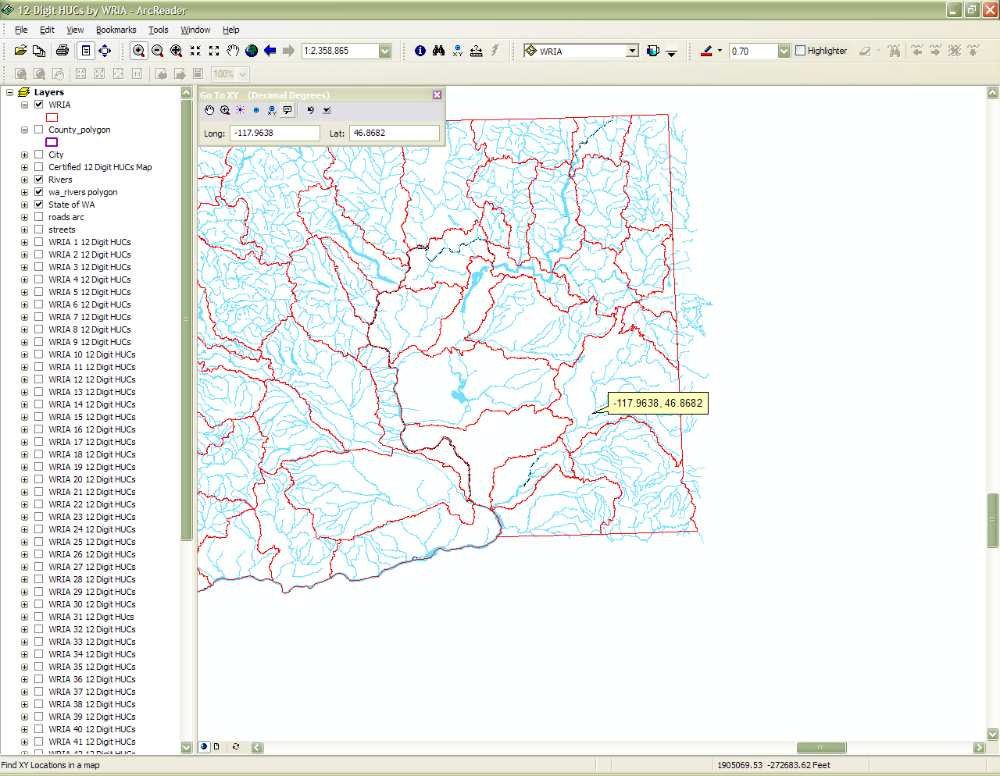 12-Digit HUCs by WRIA - ArcReader
File Edit View Bookmarks Tools Window Help
1:2,358,865 WRIA 0.70 Highlighter
100%
Layers
WRIA
County_polygon
City
Certified 12 Digit HUCs Map
Rivers
wa_rivers polygon
State of WA
roads arc
streets
WRIA 1 12 Digit HUCs
WRIA 2 12 Digit HUCs
WRIA 3 12 Digit HUCs
WRIA 4 12 Digit HUCs
WRIA 5 12 Digit HUCs
WRIA 6 12 Digit HUCs
WRIA 7 12 Digit HUCs
WRIA 8 12 Digit HUCs
WRIA 9 12 Digit HUCs
WRIA 10 12 Digit HUCs
WRIA 11 12 Digit HUCs
WRIA 12 12 Digit HUCs
WRIA 13 12 Digit HUCs
WRIA 14 12 Digit HUCs
WRIA 15 12 Digit HUCs
WRIA 16 12 Digit HUCs
WRIA 17 12 Digit HUCs
WRIA 18 12 Digit HUCs
WRIA 19 12 Digit HUCs
WRIA 20 12 Digit HUCs
WRIA 21 12 Digit HUCs
WRIA 22 12 Digit HUCs
WRIA 23 12 Digit HUCs
WRIA 24 12 Digit HUCs
WRIA 25 12 Digit HUCs
WRIA 26 12 Digit HUCs
WRIA 27 12 Digit HUCs
WRIA 28 12 Digit HUCs
WRIA 29 12 Digit HUCs
WRIA 30 12 Digit HUCs
WRIA 31 12 Digit HUcs
WRIA 32 12 Digit HUCs
WRIA 33 12 Digit HUCs
WRIA 34 12 Digit HUCs
WRIA 35 12 Digit HUCs
WRIA 36 12 Digit HUCs
WRIA 37 12 Digit HUCs
WRIA 38 12 Digit HUCs
WRIA 39 12 Digit HUCs
WRIA 40 12 Digit HUCs
WRIA 41 12 Digit HUCs
Go To XY (Decimal Degrees)
Long: -117.9638 Lat: 46.8682
-117.9638, 46.8682
Find XY Locations in a map
1905069.53 -272683.62 Feet